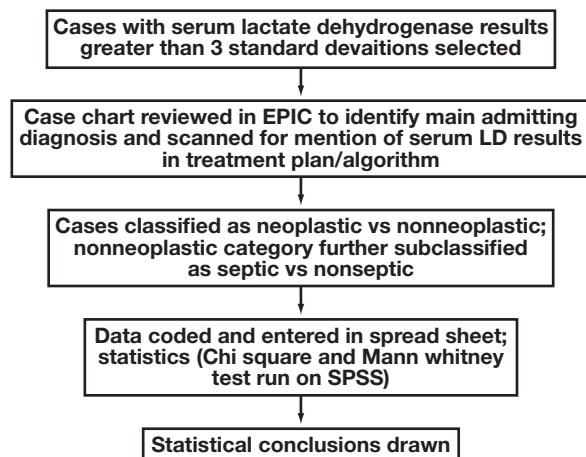 Cases with serum lactate dehydrogenase results
greater than 3 standard devaitions selected
Case chart reviewed in EPIC to identify main admitting
diagnosis and scanned for mention of serum LD results
in treatment plan/algorithm
Cases classified as neoplastic vs nonneoplastic;
nonneoplastic category further subclassified
as septic vs nonseptic
Data coded and entered in spread sheet;
statistics (Chi square and Mann whitney
test run on SPSS)
Statistical conclusions drawn